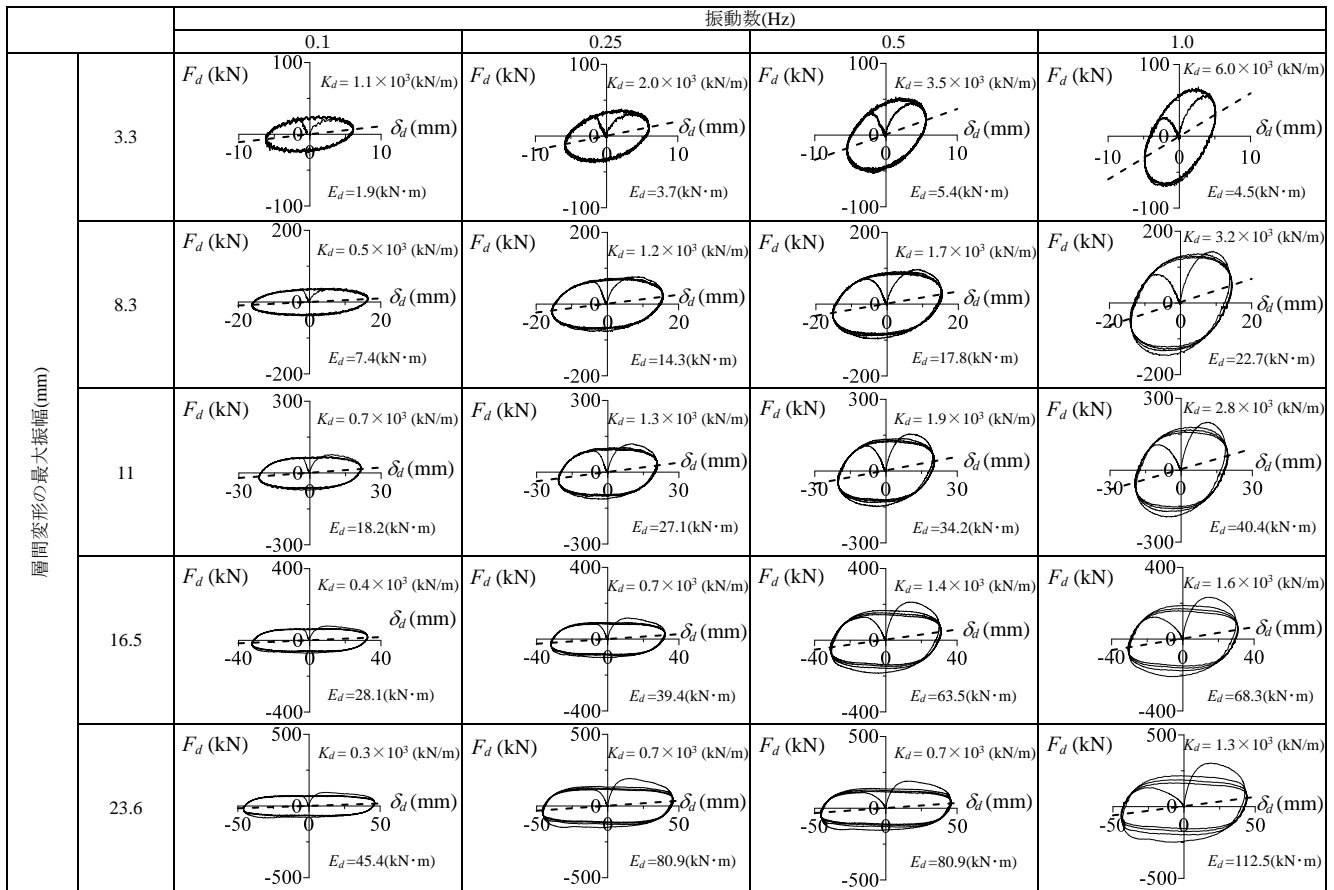 振動数(Hz)
0.1 0.25 0.5 1.0
層間変形の最大振幅(mm)
3.3
F_d (kN) 100 K_d = 1.1×10³(kN/m) 0 δ_d (mm) -10 0 10 -100 E_d=1.9(kN･m)
F_d (kN) 100 K_d = 2.0×10³ (kN/m) 0 δ_d (mm) -10 0 10 -100 E_d=3.7(kN･m)
F_d (kN) 100 K_d = 3.5×10³ (kN/m) 0 δ_d (mm) -10 0 10 -100 E_d=5.4(kN･m)
F_d (kN) 100 K_d = 6.0×10³ (kN/m) 0 δ_d (mm) -10 0 10 -100 E_d=4.5(kN･m)
8.3
F_d (kN) 200 K_d = 0.5×10³ (kN/m) 0 δ_d (mm) -20 0 20 -200 E_d=7.4(kN･m)
F_d (kN) 200 K_d = 1.2×10³ (kN/m) 0 δ_d (mm) -20 0 20 -200 E_d=14.3(kN･m)
F_d (kN) 200 K_d = 1.7×10³ (kN/m) 0 δ_d (mm) -20 0 20 -200 E_d=17.8(kN･m)
F_d (kN) 200 K_d = 3.2×10³ (kN/m) 0 δ_d (mm) -20 0 20 -200 E_d=22.7(kN･m)
11
F_d (kN) 300 K_d = 0.7×10³ (kN/m) 0 δ_d (mm) -30 0 30 -300 E_d=18.2(kN･m)
F_d (kN) 300 K_d = 1.3×10³ (kN/m) 0 δ_d (mm) -30 0 30 -300 E_d=27.1(kN･m)
F_d (kN) 300 K_d = 1.9×10³ (kN/m) 0 δ_d (mm) -30 0 30 -300 E_d=34.2(kN･m)
F_d (kN) 300 K_d = 2.8×10³ (kN/m) 0 δ_d (mm) -30 0 30 -300 E_d=40.4(kN･m)
16.5
F_d (kN) 400 K_d = 0.4×10³ (kN/m) 0 δ_d (mm) -40 0 40 -400 E_d=28.1(kN･m)
F_d (kN) 400 K_d = 0.7×10³ (kN/m) 0 δ_d (mm) -40 0 40 -400 E_d=39.4(kN･m)
F_d (kN) 400 K_d = 1.4×10³ (kN/m) 0 δ_d (mm) -40 0 40 -400 E_d=63.5(kN･m)
F_d (kN) 400 K_d = 1.6×10³ (kN/m) 0 δ_d (mm) -40 0 40 -400 E_d=68.3(kN･m)
23.6
F_d (kN) 500 K_d = 0.3×10³ (kN/m) 0 δ_d (mm) -50 0 50 -500 E_d=45.4(kN･m)
F_d (kN) 500 K_d = 0.7×10³ (kN/m) 0 δ_d (mm) -50 0 50 -500 E_d=80.9(kN･m)
F_d (kN) 500 K_d = 0.7×10³ (kN/m) 0 δ_d (mm) -50 0 50 -500 E_d=80.9(kN･m)
F_d (kN) 500 K_d = 1.3×10³ (kN/m) 0 δ_d (mm) -50 0 50 -500 E_d=112.5(kN･m)